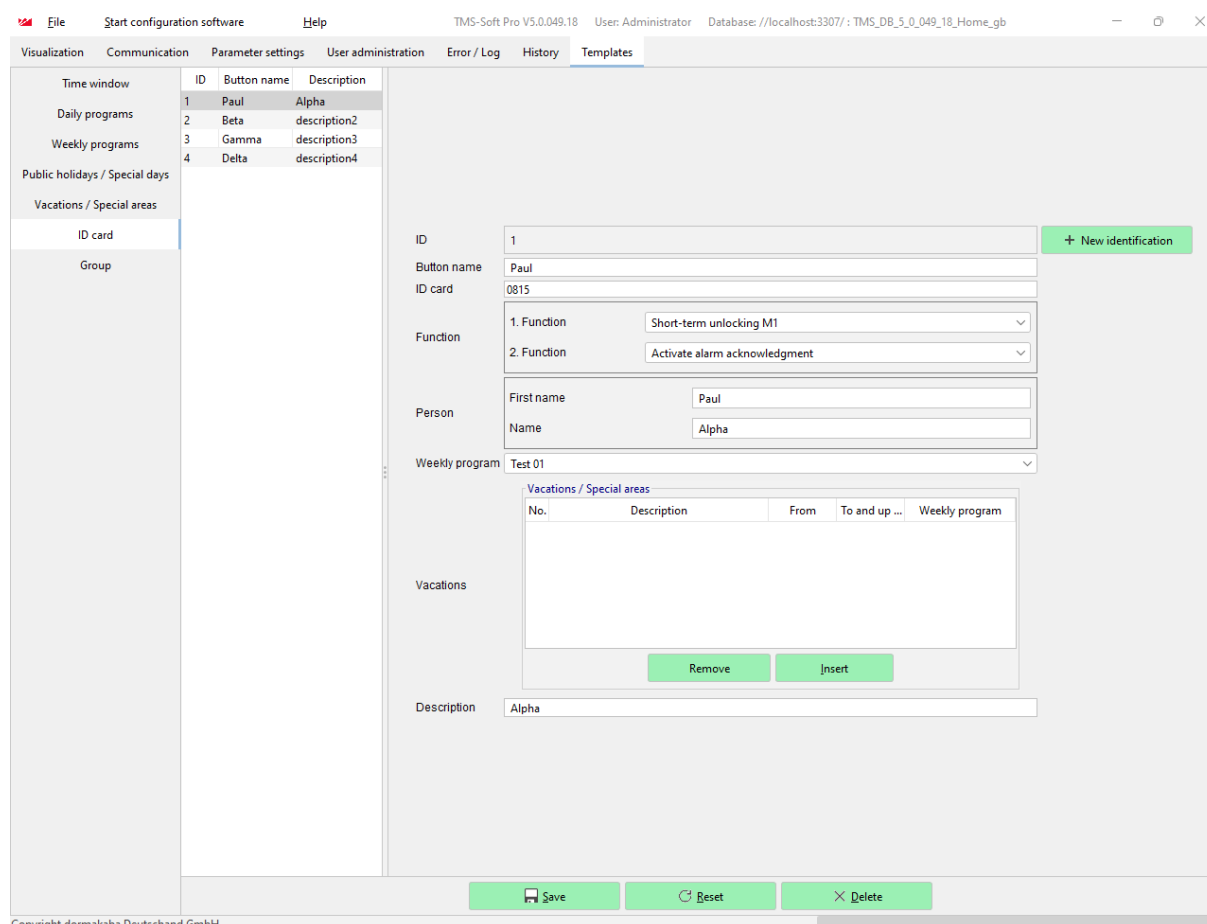 File Start configuration software Help TMS-Soft Pro V5.0.049.18 User: Administrator Database: //localhost:3307/ : TMS_DB_5_0_049_18_Home_gb
Visualization Communication Parameter settings User administration Error / Log History Templates
Time window
Daily programs
Weekly programs
Public holidays / Special days
Vacations / Special areas
ID card
Group
ID Button name Description
1 Paul Alpha
2 Beta description2
3 Gamma description3
4 Delta description4
ID 1 + New identification
Button name Paul
ID card 0815
Function
1. Function Short-term unlocking M1
2. Function Activate alarm acknowledgment
Person
First name Paul
Name Alpha
Weekly program Test 01
Vacations / Special areas
No. Description From To and up ... Weekly program
Vacations
Remove Insert
Description Alpha
Save Reset Delete
Copyright dormakaba Deutschand GmbH